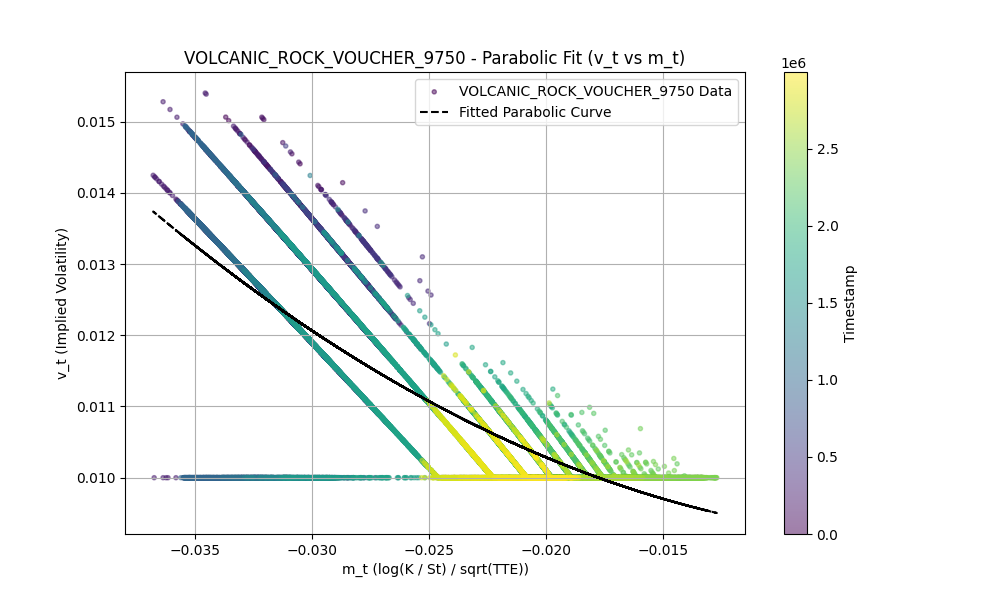 VOLCANIC_ROCK_VOUCHER_9750 - Parabolic Fit (v_t vs m_t)
1e6
VOLCANIC_ROCK_VOUCHER_9750 Data
Fitted Parabolic Curve
v_t (Implied Volatility)
0.015
0.014
0.013
0.012
0.011
0.010
−0.035
−0.030
−0.025
−0.020
−0.015
m_t (log(K / St) / sqrt(TTE))
2.5
2.0
1.5
1.0
0.5
0.0
Timestamp